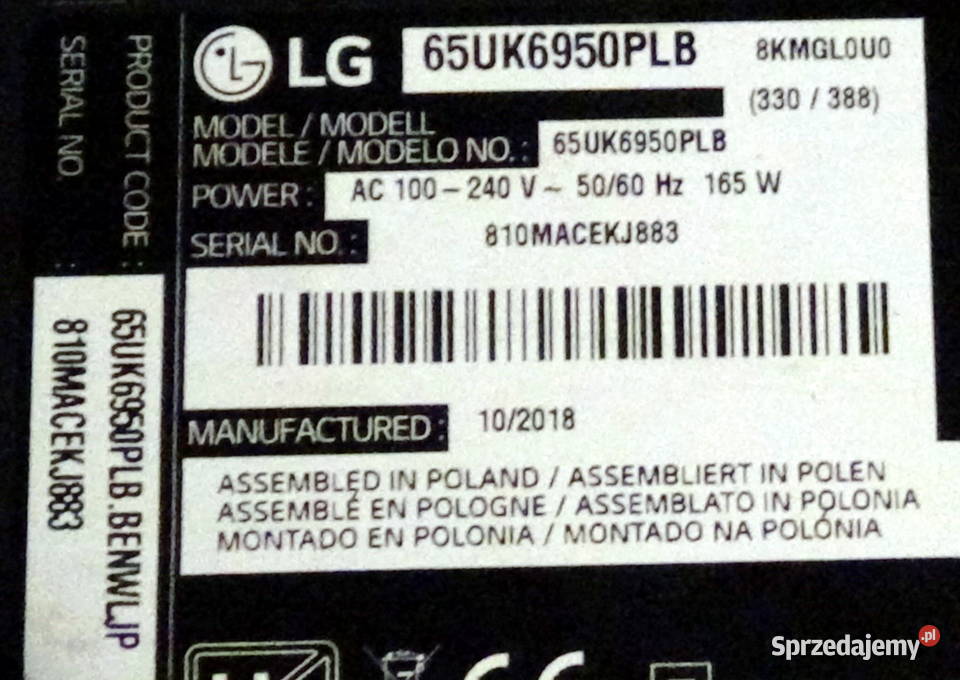 LG 65UK6950PLB 8KMGL0U0
(330 / 388)
MODEL / MODELL
MODÈLE / MODELO NO. : 65UK6950PLB
POWER : AC 100 – 240 V ~ 50/60 Hz 165 W
SERIAL NO. : 810MACEKJ883
MANUFACTURED : 10/2018
ASSEMBLED IN POLAND / ASSEMBLIERT IN POLEN
ASSEMBLÉ EN POLOGNE / ASSEMBLATO IN POLONIA
MONTADO EN POLONIA / MONTADO NA POLÓNIA
PRODUCT CODE : 65UK6950PLB.BENWLJP
SERIAL NO. : 810MACEKJ883
CE
Sprzedajemy.pl